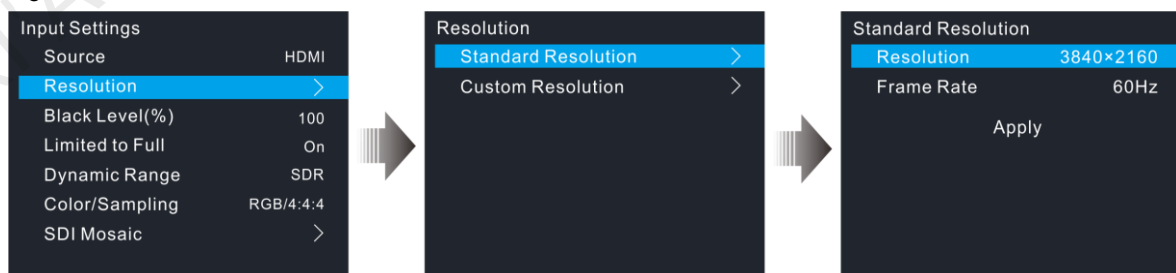 Input Settings
Source HDMI
Resolution >
Black Level(%) 100
Limited to Full On
Dynamic Range SDR
Color/Sampling RGB/4:4:4
SDI Mosaic >
Resolution
Standard Resolution >
Custom Resolution >
Standard Resolution
Resolution 3840×2160
Frame Rate 60Hz
Apply